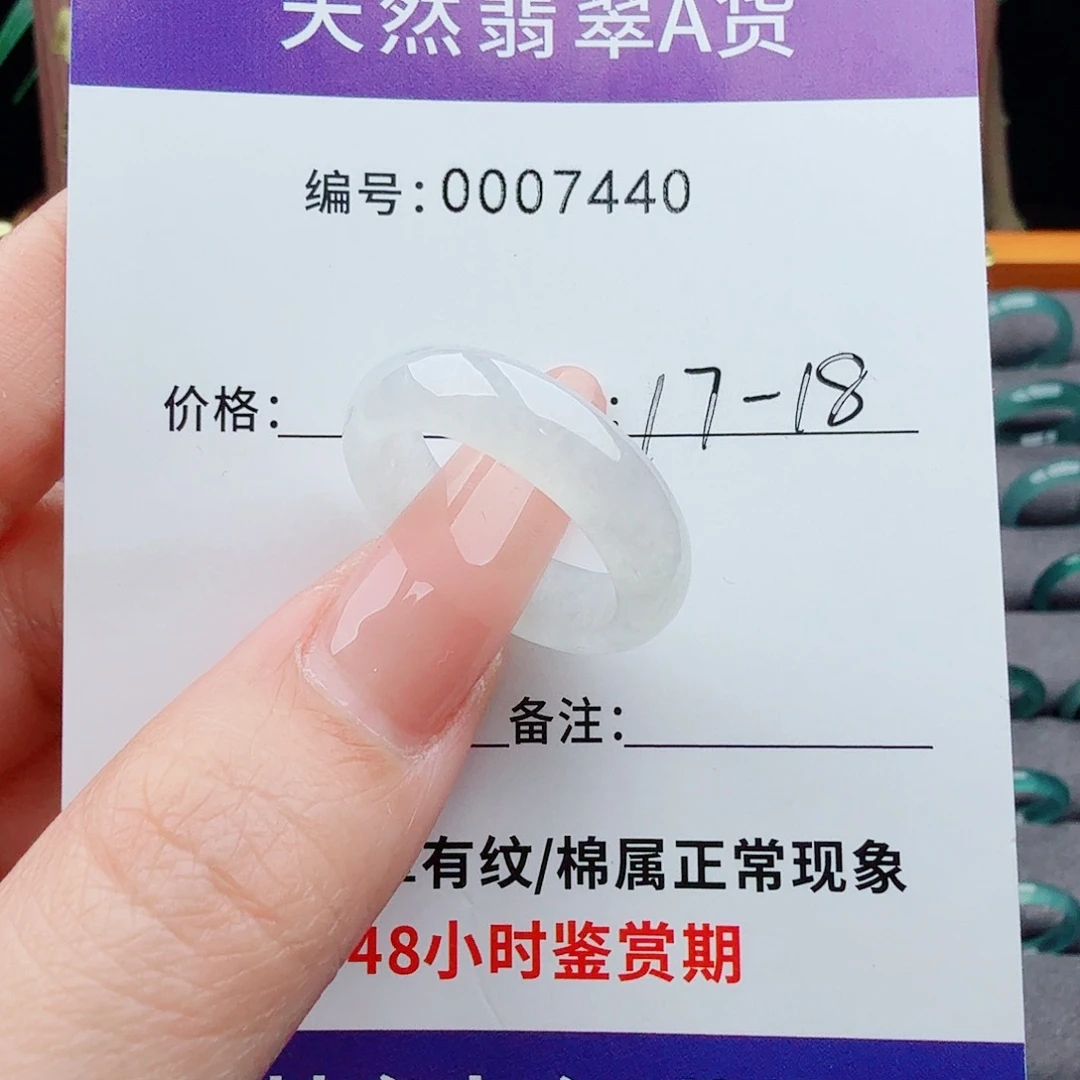 天然翡翠A货
编号:0007440
价格: : 17-18
备注:
有纹/棉属正常现象
48小时鉴赏期